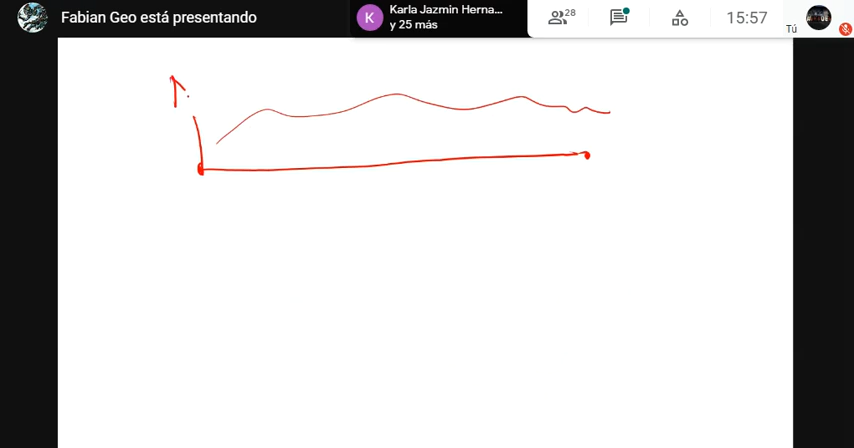 Fabian Geo está presentando
K
Karla Jazmin Herna...
y 25 más
28
15:57
Tú